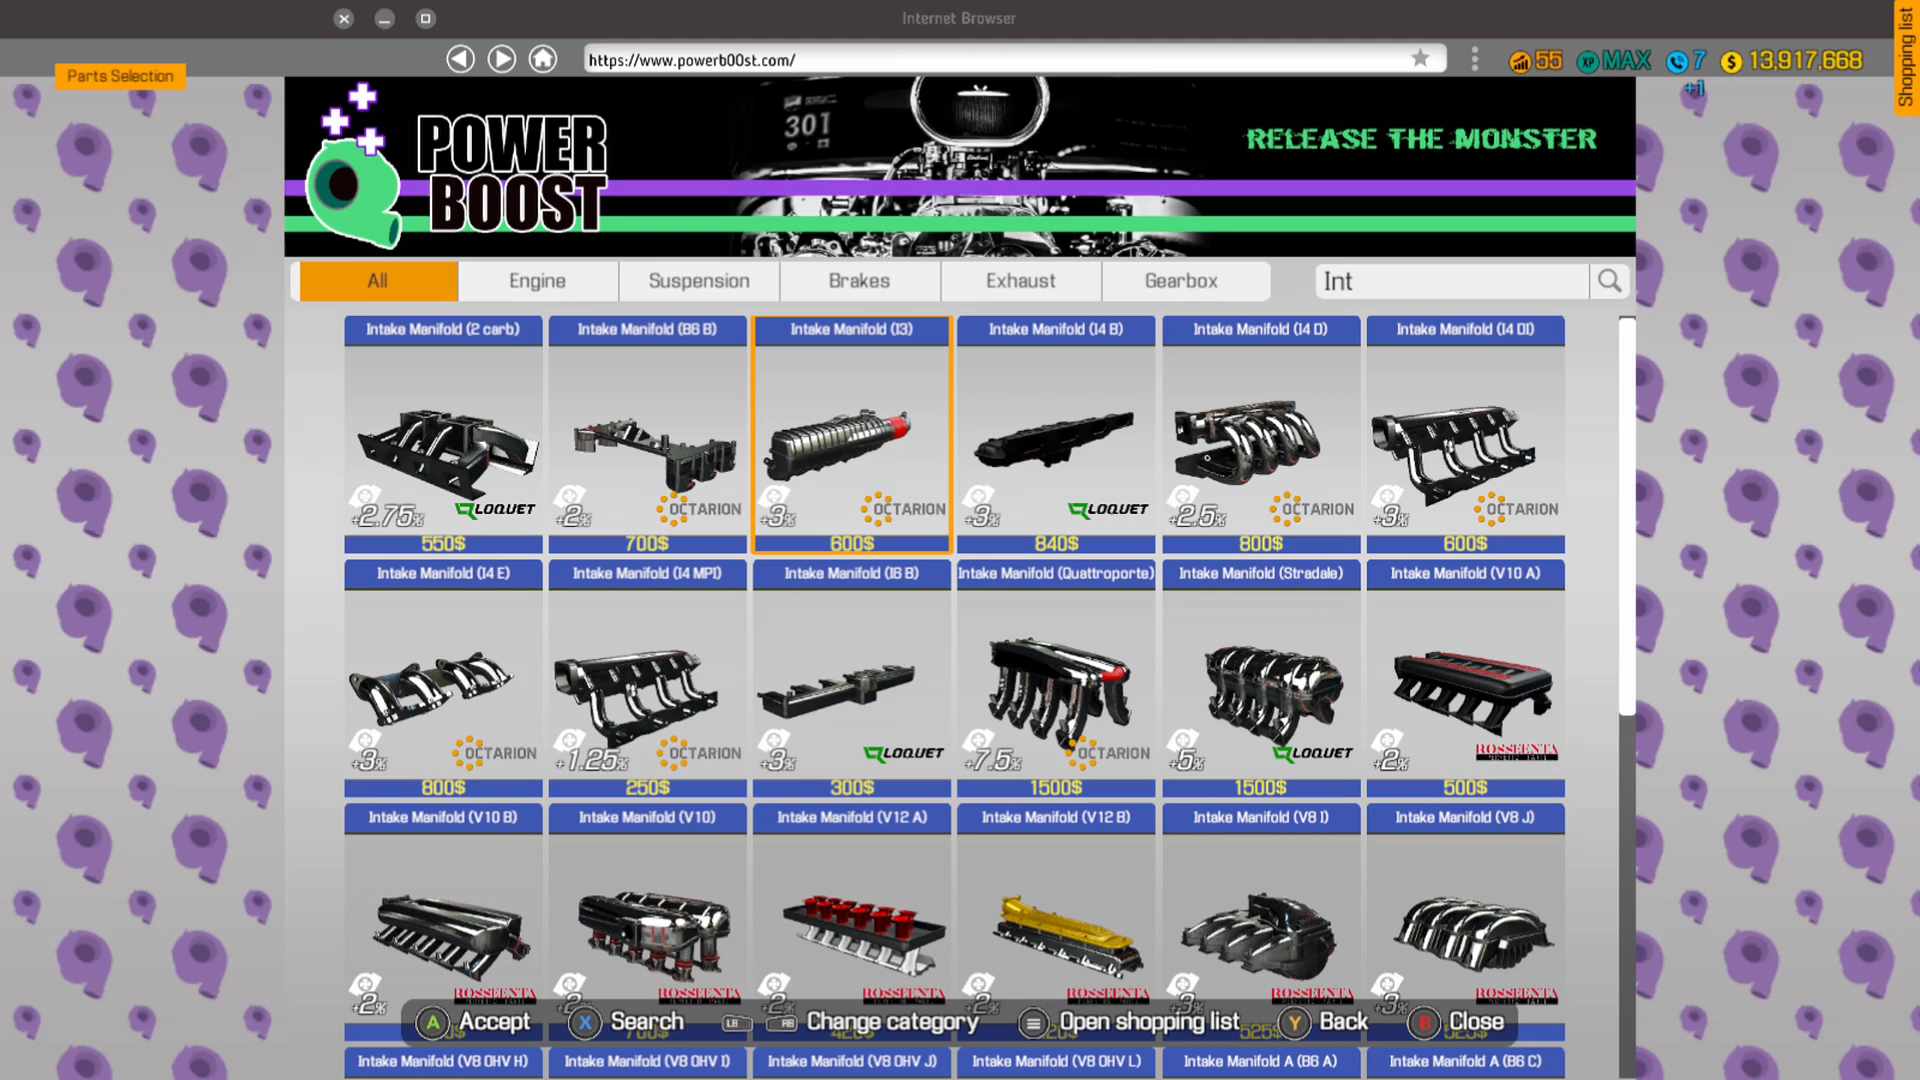 Internet Browser
Shopping list
https://www.powerb00st.com/
55
XP MAX
7
$ 13,917,668
+1
Parts Selection
301
POWER
BOOST
RELEASE THE MONSTER
All
Engine
Suspension
Brakes
Exhaust
Gearbox
Int
Intake Manifold (2 carb)
Intake Manifold (B6 B)
Intake Manifold (I3)
Intake Manifold (I4 B)
Intake Manifold (I4 D)
Intake Manifold (I4 DI)
+2.75% LOQUET
+2% OCTARION
+3% OCTARION
+3% LOQUET
+2.5% OCTARION
+3% OCTARION
550$
700$
600$
840$
800$
600$
Intake Manifold (I4 E)
Intake Manifold (I4 MPI)
Intake Manifold (I6 B)
Intake Manifold (Quattroporte)
Intake Manifold (Stradale)
Intake Manifold (V10 A)
+3% OCTARION
+1.25% OCTARION
+3% LOQUET
+7.5% OCTARION
+5% LOQUET
+2% ROSSEENTA
800$
250$
300$
1500$
1500$
500$
Intake Manifold (V10 B)
Intake Manifold (V10)
Intake Manifold (V12 A)
Intake Manifold (V12 B)
Intake Manifold (V8 I)
Intake Manifold (V8 J)
+2% ROSSEENTA
ROSSEENTA
ROSSEENTA
ROSSEENTA
+3% ROSSEENTA
+3% ROSSEENTA
A Accept
X Search
LB RB Change category
Open shopping list
Y Back
B Close
Intake Manifold (V8 OHV H)
Intake Manifold (V8 OHV I)
Intake Manifold (V8 OHV J)
Intake Manifold (V8 OHV L)
Intake Manifold A (B6 A)
Intake Manifold A (B6 C)